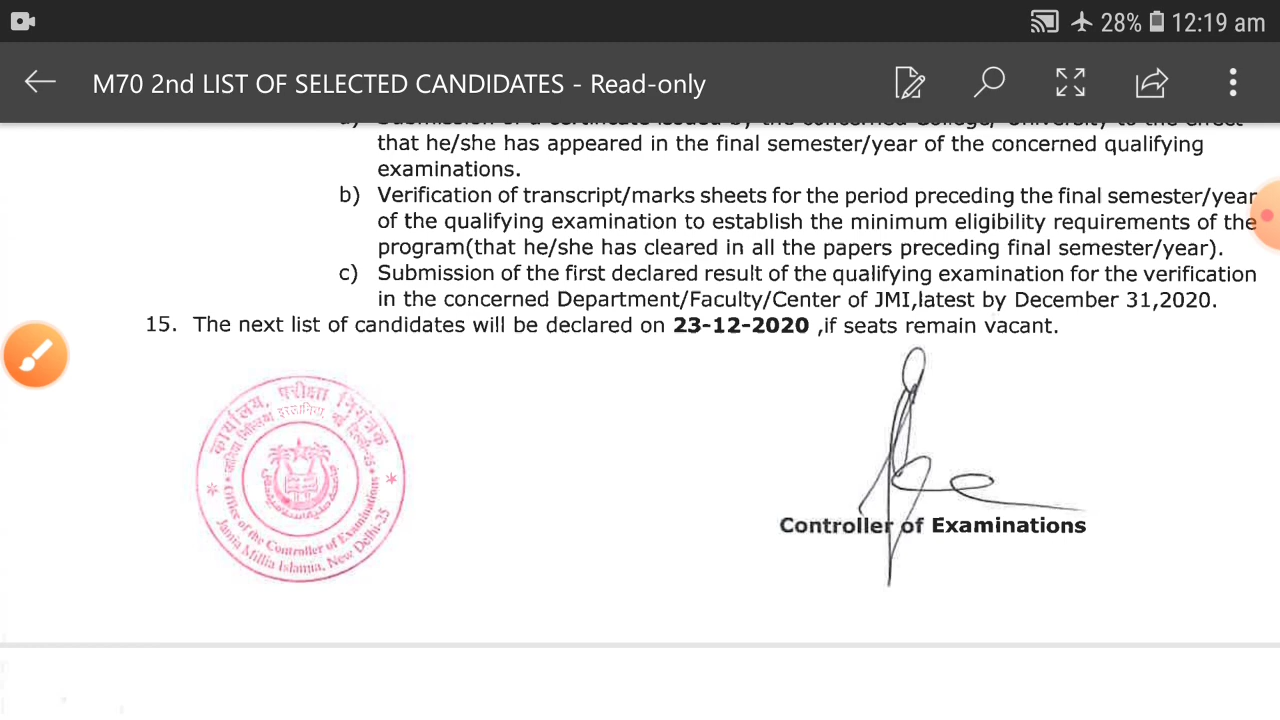 28% 12:19 am
M70 2nd LIST OF SELECTED CANDIDATES - Read-only
that he/she has appeared in the final semester/year of the concerned qualifying
examinations.
b) Verification of transcript/marks sheets for the period preceding the final semester/year
of the qualifying examination to establish the minimum eligibility requirements of the
program(that he/she has cleared in all the papers preceding final semester/year).
c) Submission of the first declared result of the qualifying examination for the verification
in the concerned Department/Faculty/Center of JMI,latest by December 31,2020.
15. The next list of candidates will be declared on 23-12-2020 ,if seats remain vacant.
कार्यालय, परीक्षा नियंत्रक
Office of the Controller of Examinations
Jamia Millia Islamia, New Delhi-25
Controller of Examinations